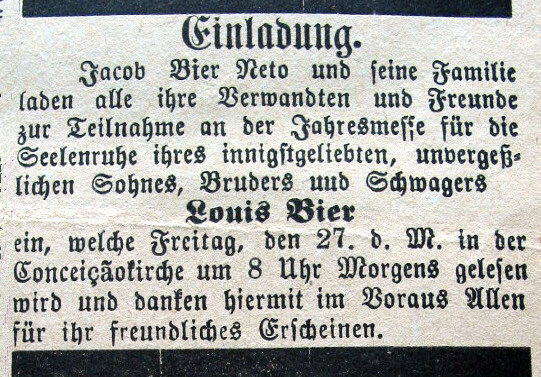 Einladung.
Jacob Bier Neto und seine Familie
laden alle ihre Verwandten und Freunde
zur Teilnahme an der Jahresmesse für die
Seelenruhe ihres innigstgeliebten, unvergeß-
lichen Sohnes, Bruders und Schwagers
Louis Bier
ein, welche Freitag, den 27. d. M. in der
Conceiçãokirche um 8 Uhr Morgens gelesen
wird und danken hiermit im Voraus Allen
für ihr freundliches Erscheinen.